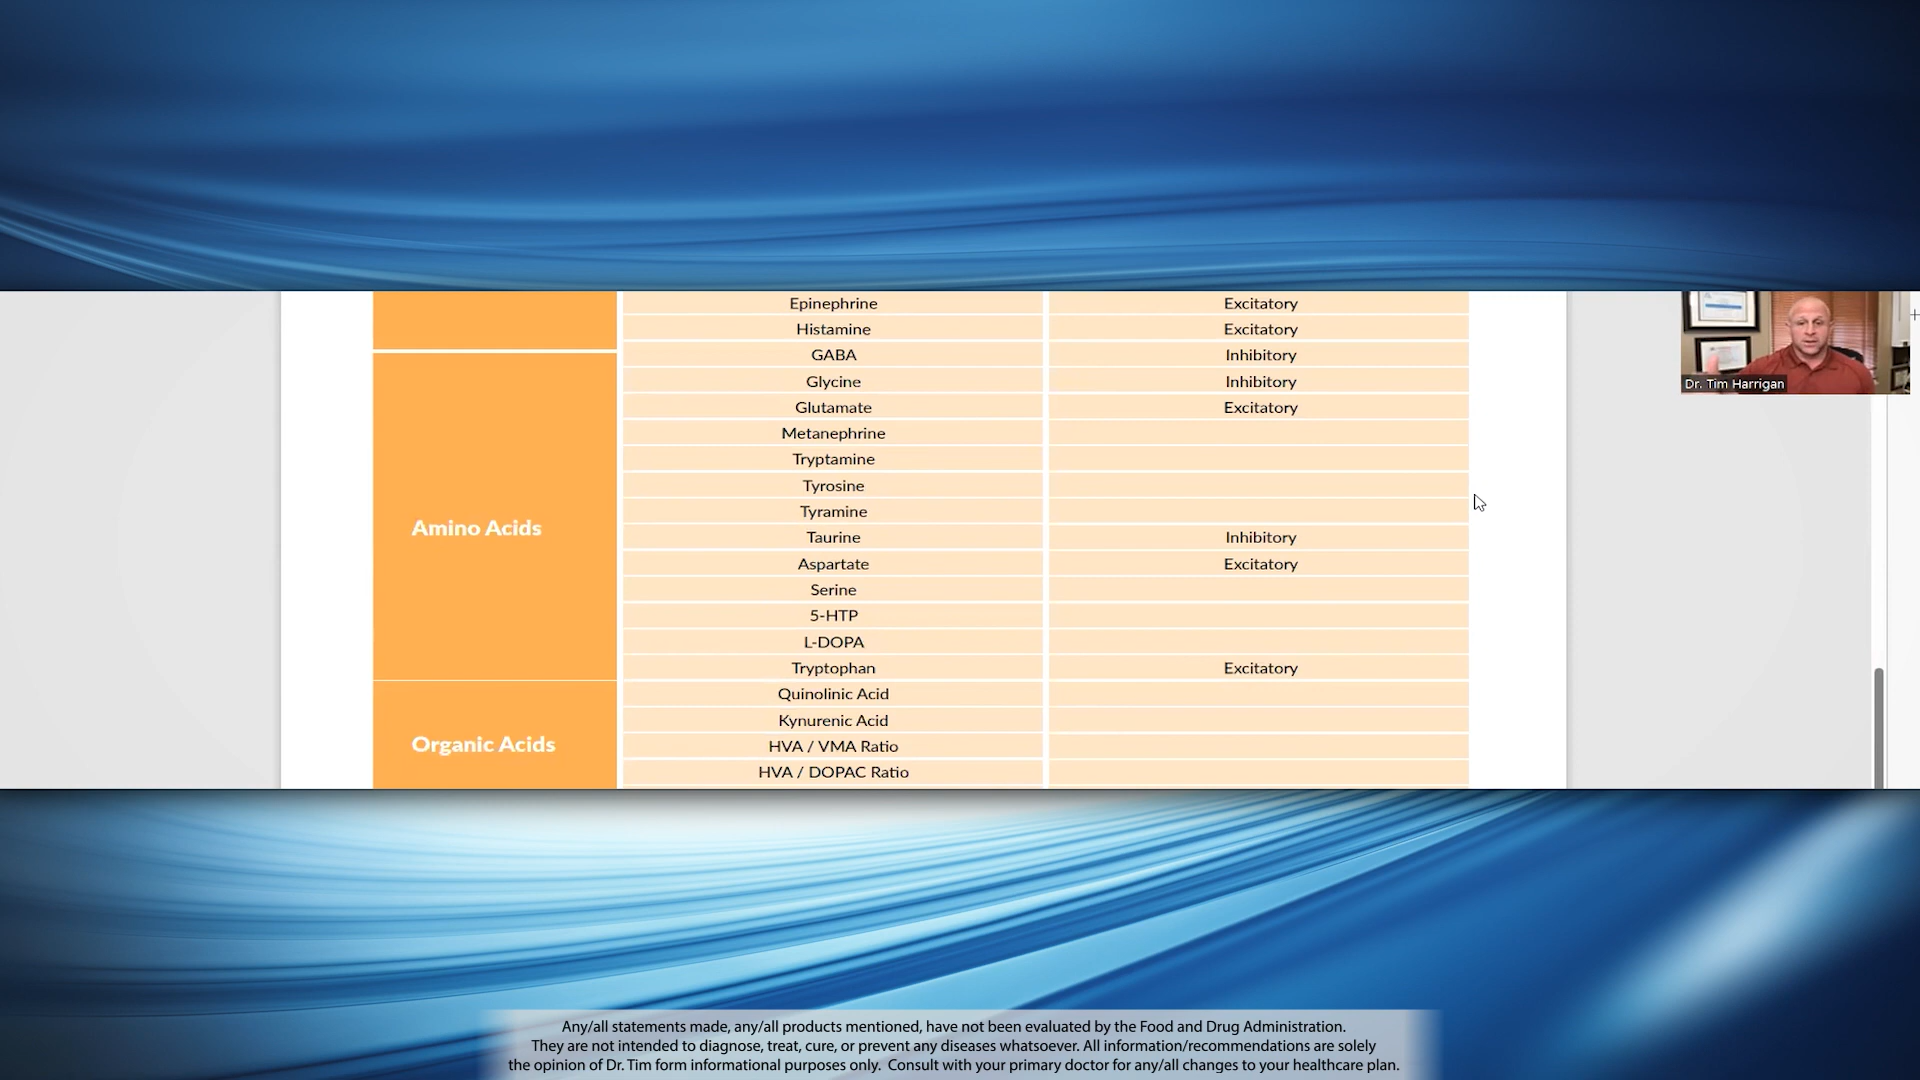 Epinephrine Excitatory
Histamine Excitatory
GABA Inhibitory
Glycine Inhibitory
Glutamate Excitatory
Metanephrine
Tryptamine
Tyrosine
Tyramine
Amino Acids
Taurine Inhibitory
Aspartate Excitatory
Serine
5-HTP
L-DOPA
Tryptophan Excitatory
Quinolinic Acid
Kynurenic Acid
Organic Acids
HVA / VMA Ratio
HVA / DOPAC Ratio
Dr. Tim Harrigan
Any/all statements made, any/all products mentioned, have not been evaluated by the Food and Drug Administration.
They are not intended to diagnose, treat, cure, or prevent any diseases whatsoever. All information/recommendations are solely
the opinion of Dr. Tim form informational purposes only. Consult with your primary doctor for any/all changes to your healthcare plan.